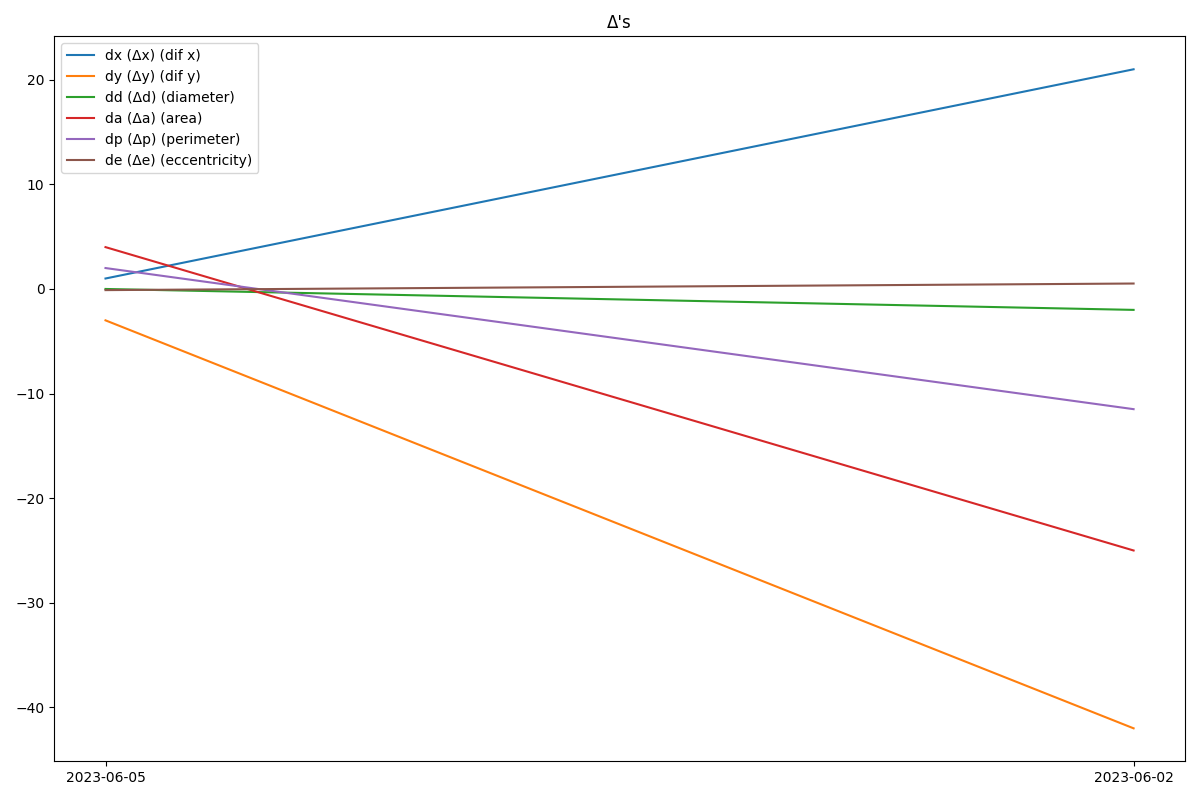 Δ's
dx (Δx) (dif x)
dy (Δy) (dif y)
dd (Δd) (diameter)
da (Δa) (area)
dp (Δp) (perimeter)
de (Δe) (eccentricity)
20
10
0
−10
−20
−30
−40
2023-06-05 2023-06-02